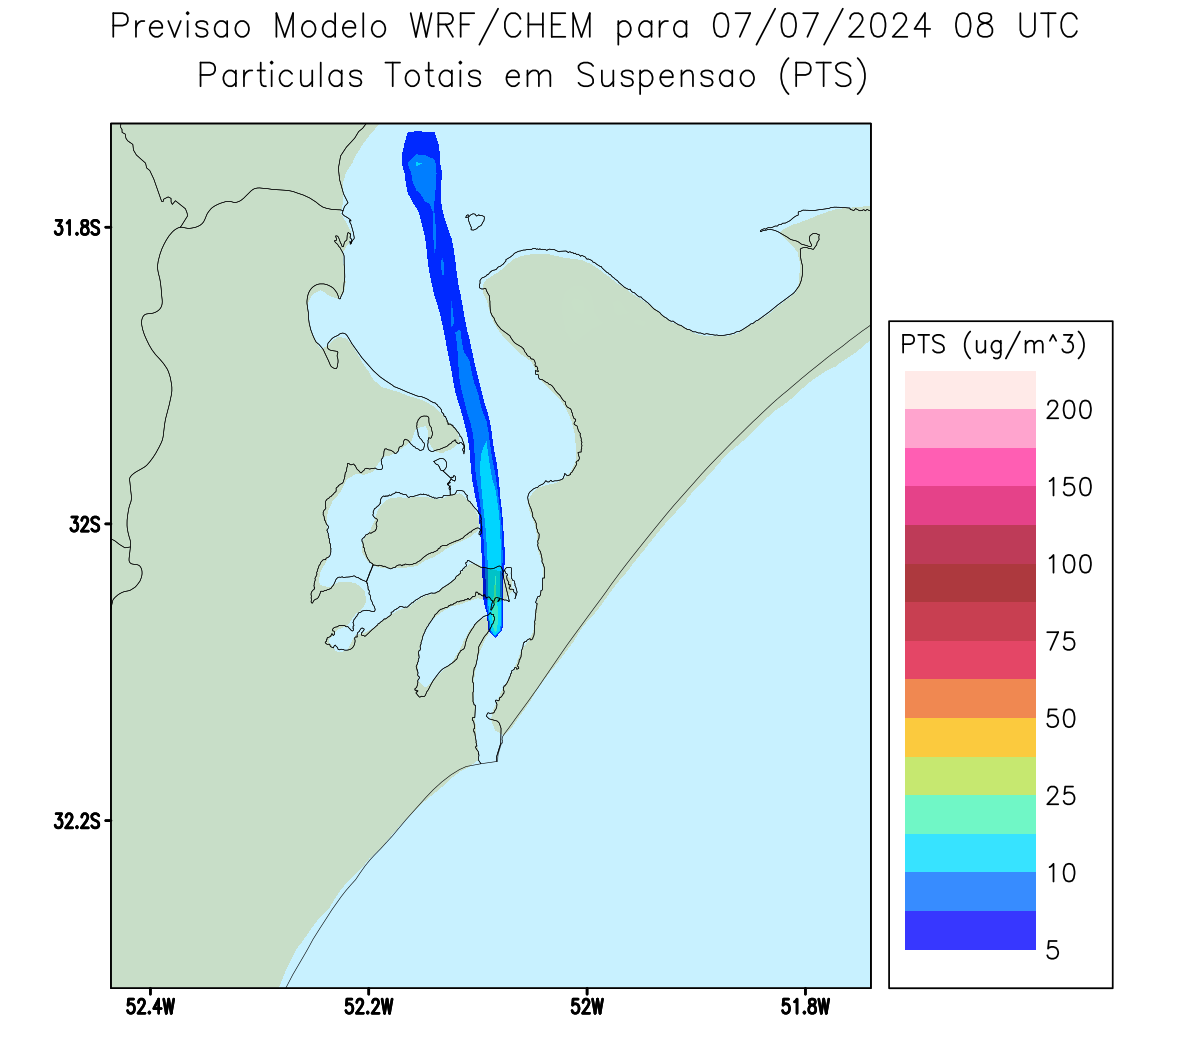 Previsao Modelo WRF/CHEM para 07/07/2024 08 UTC
Particulas Totais em Suspensao (PTS)
31.8S
32S
32.2S
52.4W
52.2W
52W
51.8W
PTS (ug/m^3)
200
150
100
75
50
25
10
5